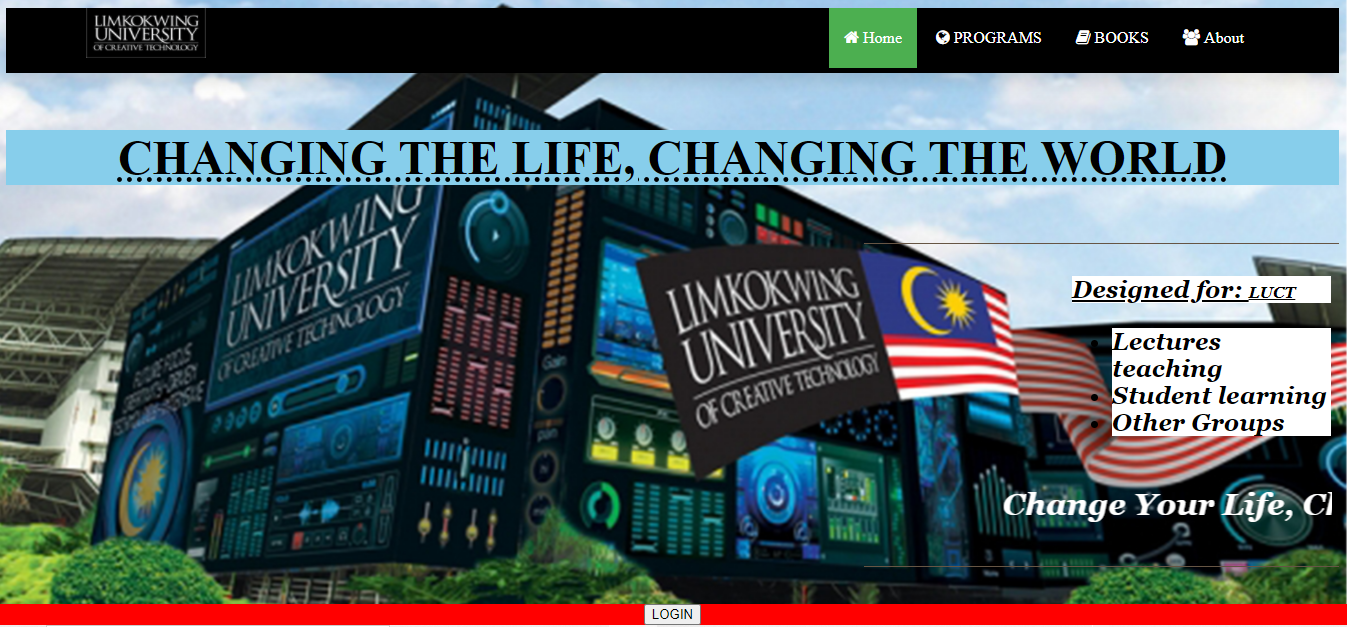 LIMKOKWING
UNIVERSITY
OF CREATIVE TECHNOLOGY
Home PROGRAMS BOOKS About
CHANGING THE LIFE, CHANGING THE WORLD
LIMKOKWING
UNIVERSITY
OF CREATIVE TECHNOLOGY
Gain
LIMKOKWING
UNIVERSITY
OF CREATIVE TECHNOLOGY
Designed for: LUCT
Lectures
teaching
Student learning
Other Groups
Change Your Life, Cl
LOGIN